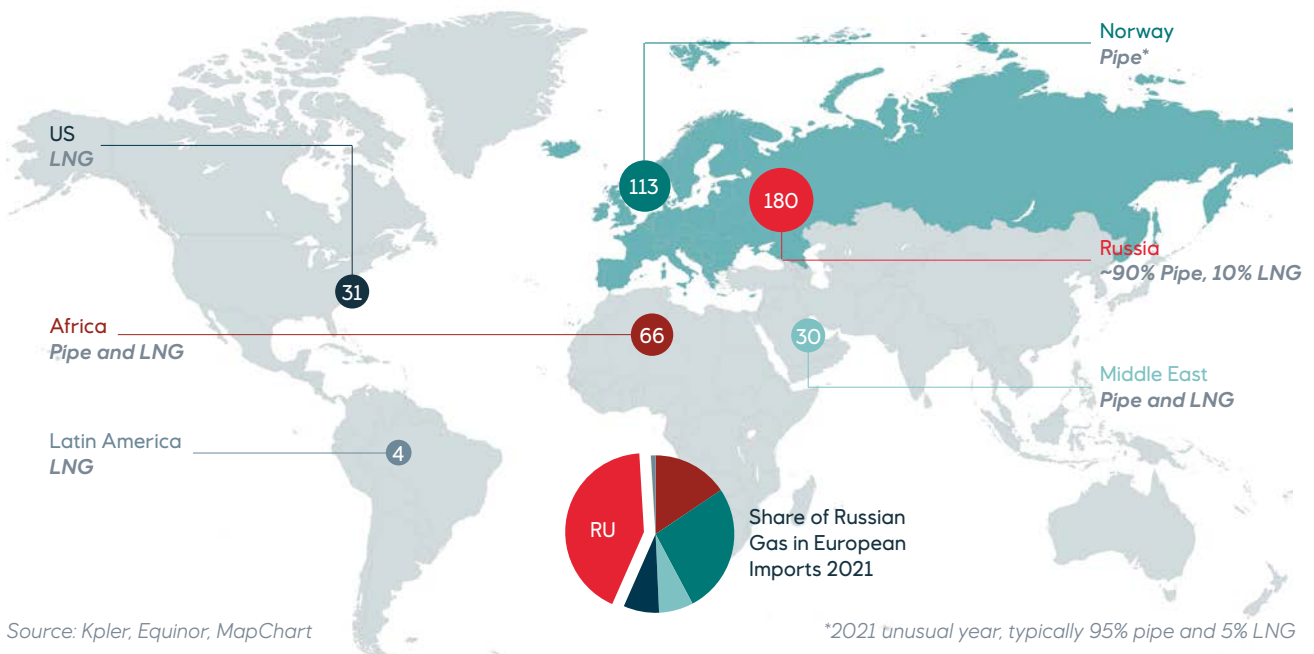 Norway
Pipe*
US
LNG
113
180
Russia
~90% Pipe, 10% LNG
31
Africa
Pipe and LNG
66
30
Middle East
Pipe and LNG
Latin America
LNG
4
RU
Share of Russian
Gas in European
Imports 2021
Source: Kpler, Equinor, MapChart
*2021 unusual year, typically 95% pipe and 5% LNG